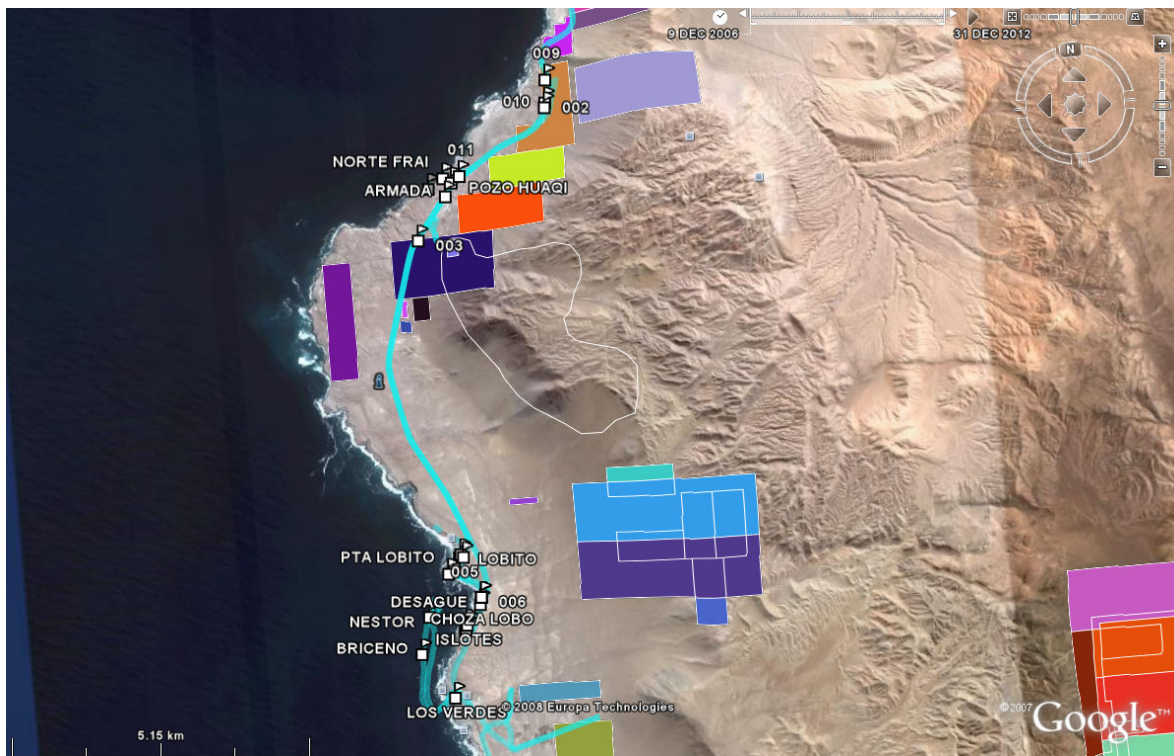 9 DEC 2006
31 DEC 2012
N
009
010
002
011
NORTE FRAI
ARMADA
POZO HUAQI
003
PTA LOBITO
LOBITO
005
DESAGUE
006
NESTOR
CHOZA LOBO
ISLOTES
BRICENO
LOS VERDES
© 2008 Europa Technologies
©2007 Google™
5.15 km